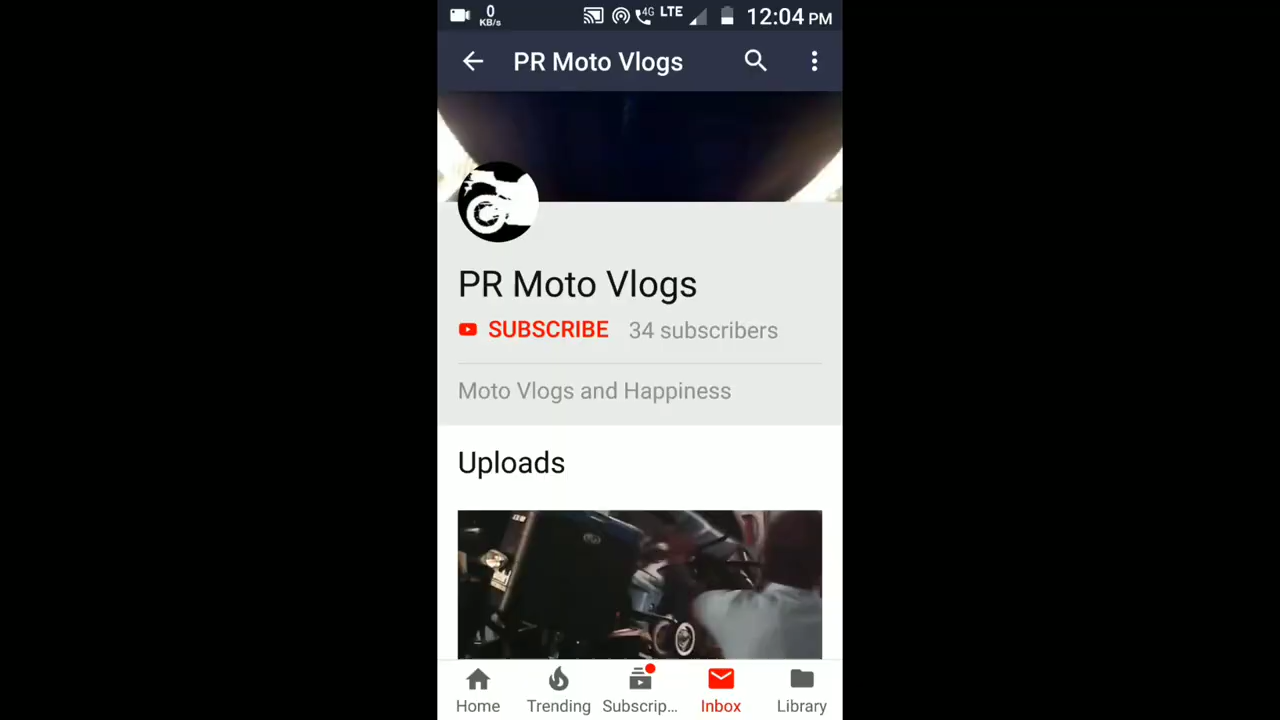 0
KB/s
4G
LTE
12:04 PM
PR Moto Vlogs
PR Moto Vlogs
SUBSCRIBE 34 subscribers
Moto Vlogs and Happiness
Uploads
Home Trending Subscrip... Inbox Library